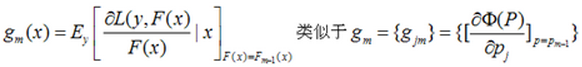 g_m(x) = E_y[∂L(y,F(x)) / F(x) | x]_{F(x)=F_{m-1}(x)} 类似于 g_m = {g_{jm}} = {[∂Φ(P) / ∂p_j]_{p=p_{m-1}}}